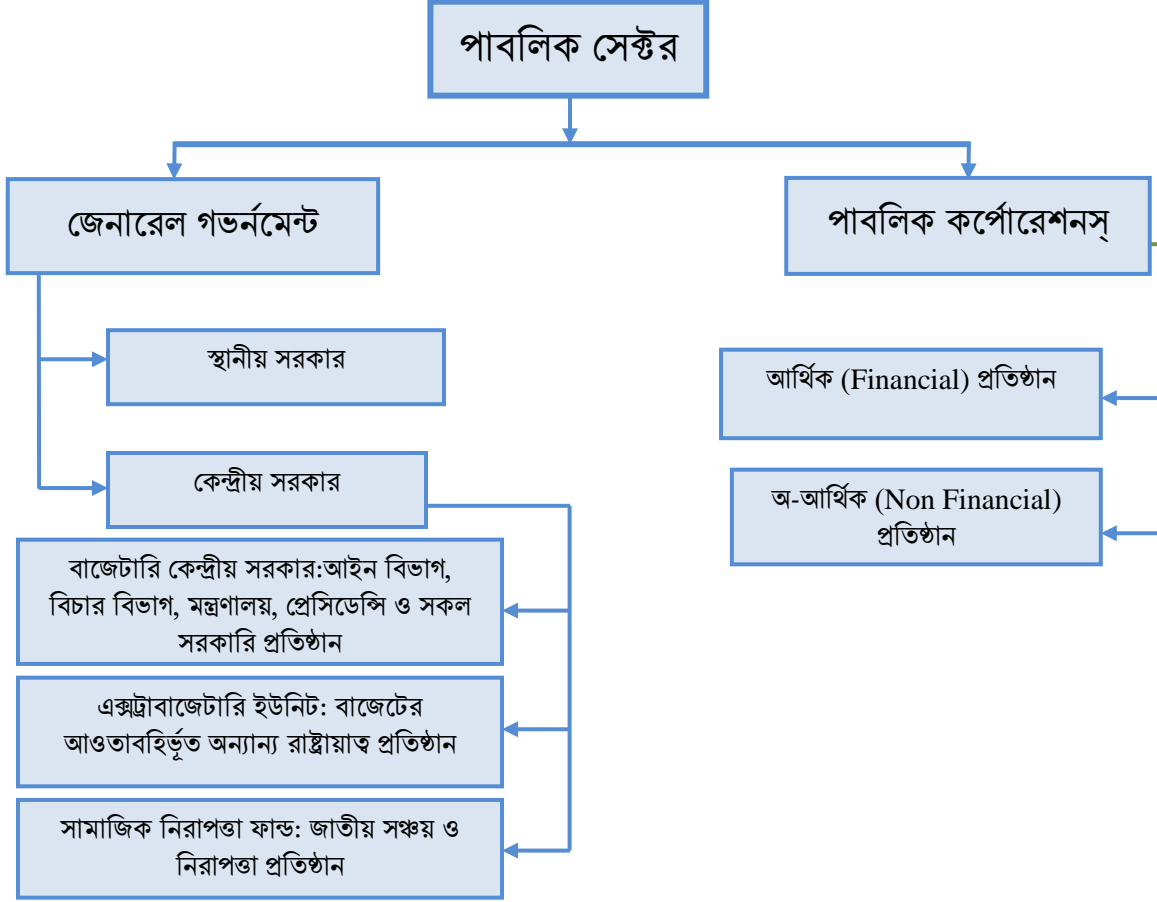 পাবলিক সেক্টর
জেনারেল গভর্নমেন্ট
পাবলিক কর্পোরেশনস্
স্থানীয় সরকার
আর্থিক (Financial) প্রতিষ্ঠান
কেন্দ্রীয় সরকার
অ-আর্থিক (Non Financial)
প্রতিষ্ঠান
বাজেটারি কেন্দ্রীয় সরকার:আইন বিভাগ,
বিচার বিভাগ, মন্ত্রণালয়, প্রেসিডেন্সি ও সকল
সরকারি প্রতিষ্ঠান
এক্সট্রাবাজেটারি ইউনিট: বাজেটের
আওতাবহির্ভূত অন্যান্য রাষ্ট্রায়াত্ব প্রতিষ্ঠান
সামাজিক নিরাপত্তা ফান্ড: জাতীয় সঞ্চয় ও
নিরাপত্তা প্রতিষ্ঠান